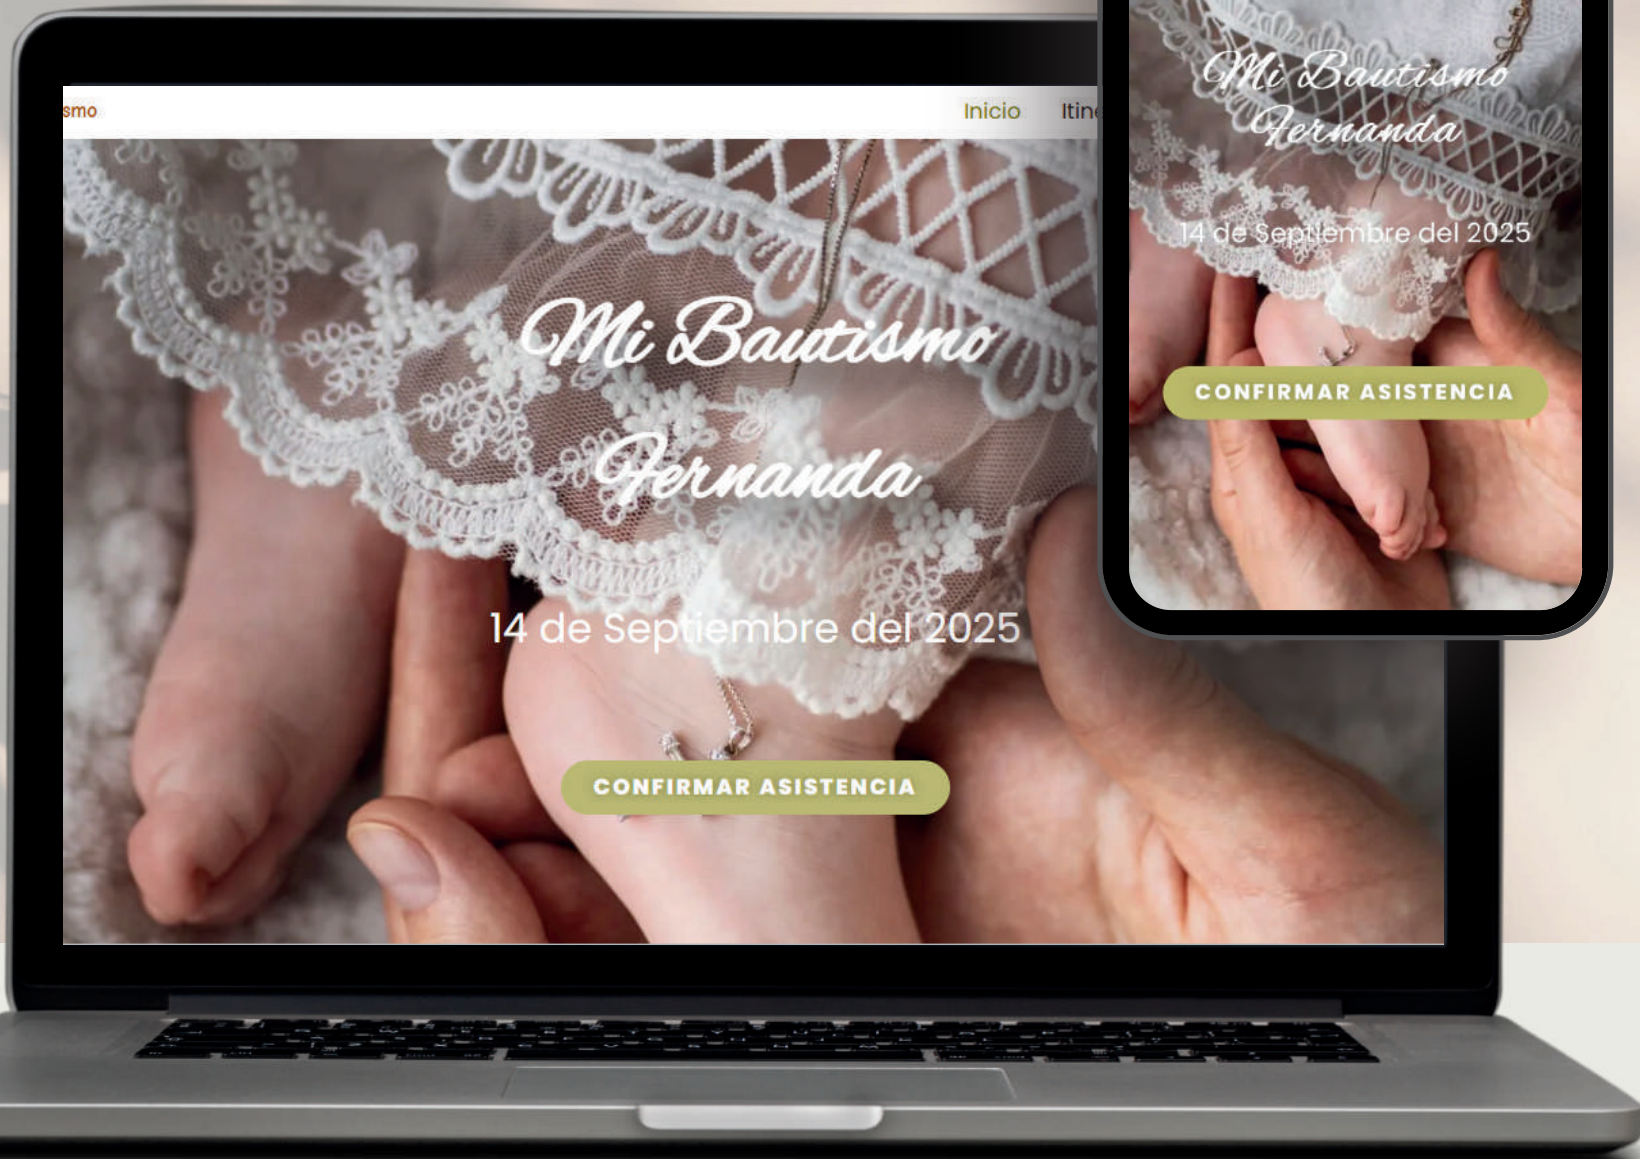 smo
Inicio
Mi Bautismo
Fernanda
14 de Septiembre del 2025
CONFIRMAR ASISTENCIA
Mi Bautismo
Fernanda
14 de Septiembre del 2025
CONFIRMAR ASISTENCIA